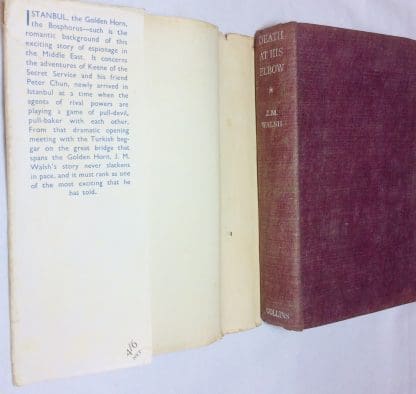 ISTANBUL, the Golden Horn,
the Bosphorus—such is the
romantic background of this
exciting story of espionage in
the Middle East. It concerns
the adventures of Keene of the
Secret Service and his friend
Peter Chun, newly arrived in
Istanbul at a time when the
agents of rival powers are
playing a game of pull-devil,
pull-baker with each other.
From that dramatic opening
meeting with the Turkish beg-
gar on the great bridge that
spans the Golden Horn, J. M.
Walsh's story never slackens
in pace, and it must rank as one
of the most exciting that he
has told.
4/6
NET
DEATH
AT HIS
ELBOW
★
J.M.
WALSH
COLLINS